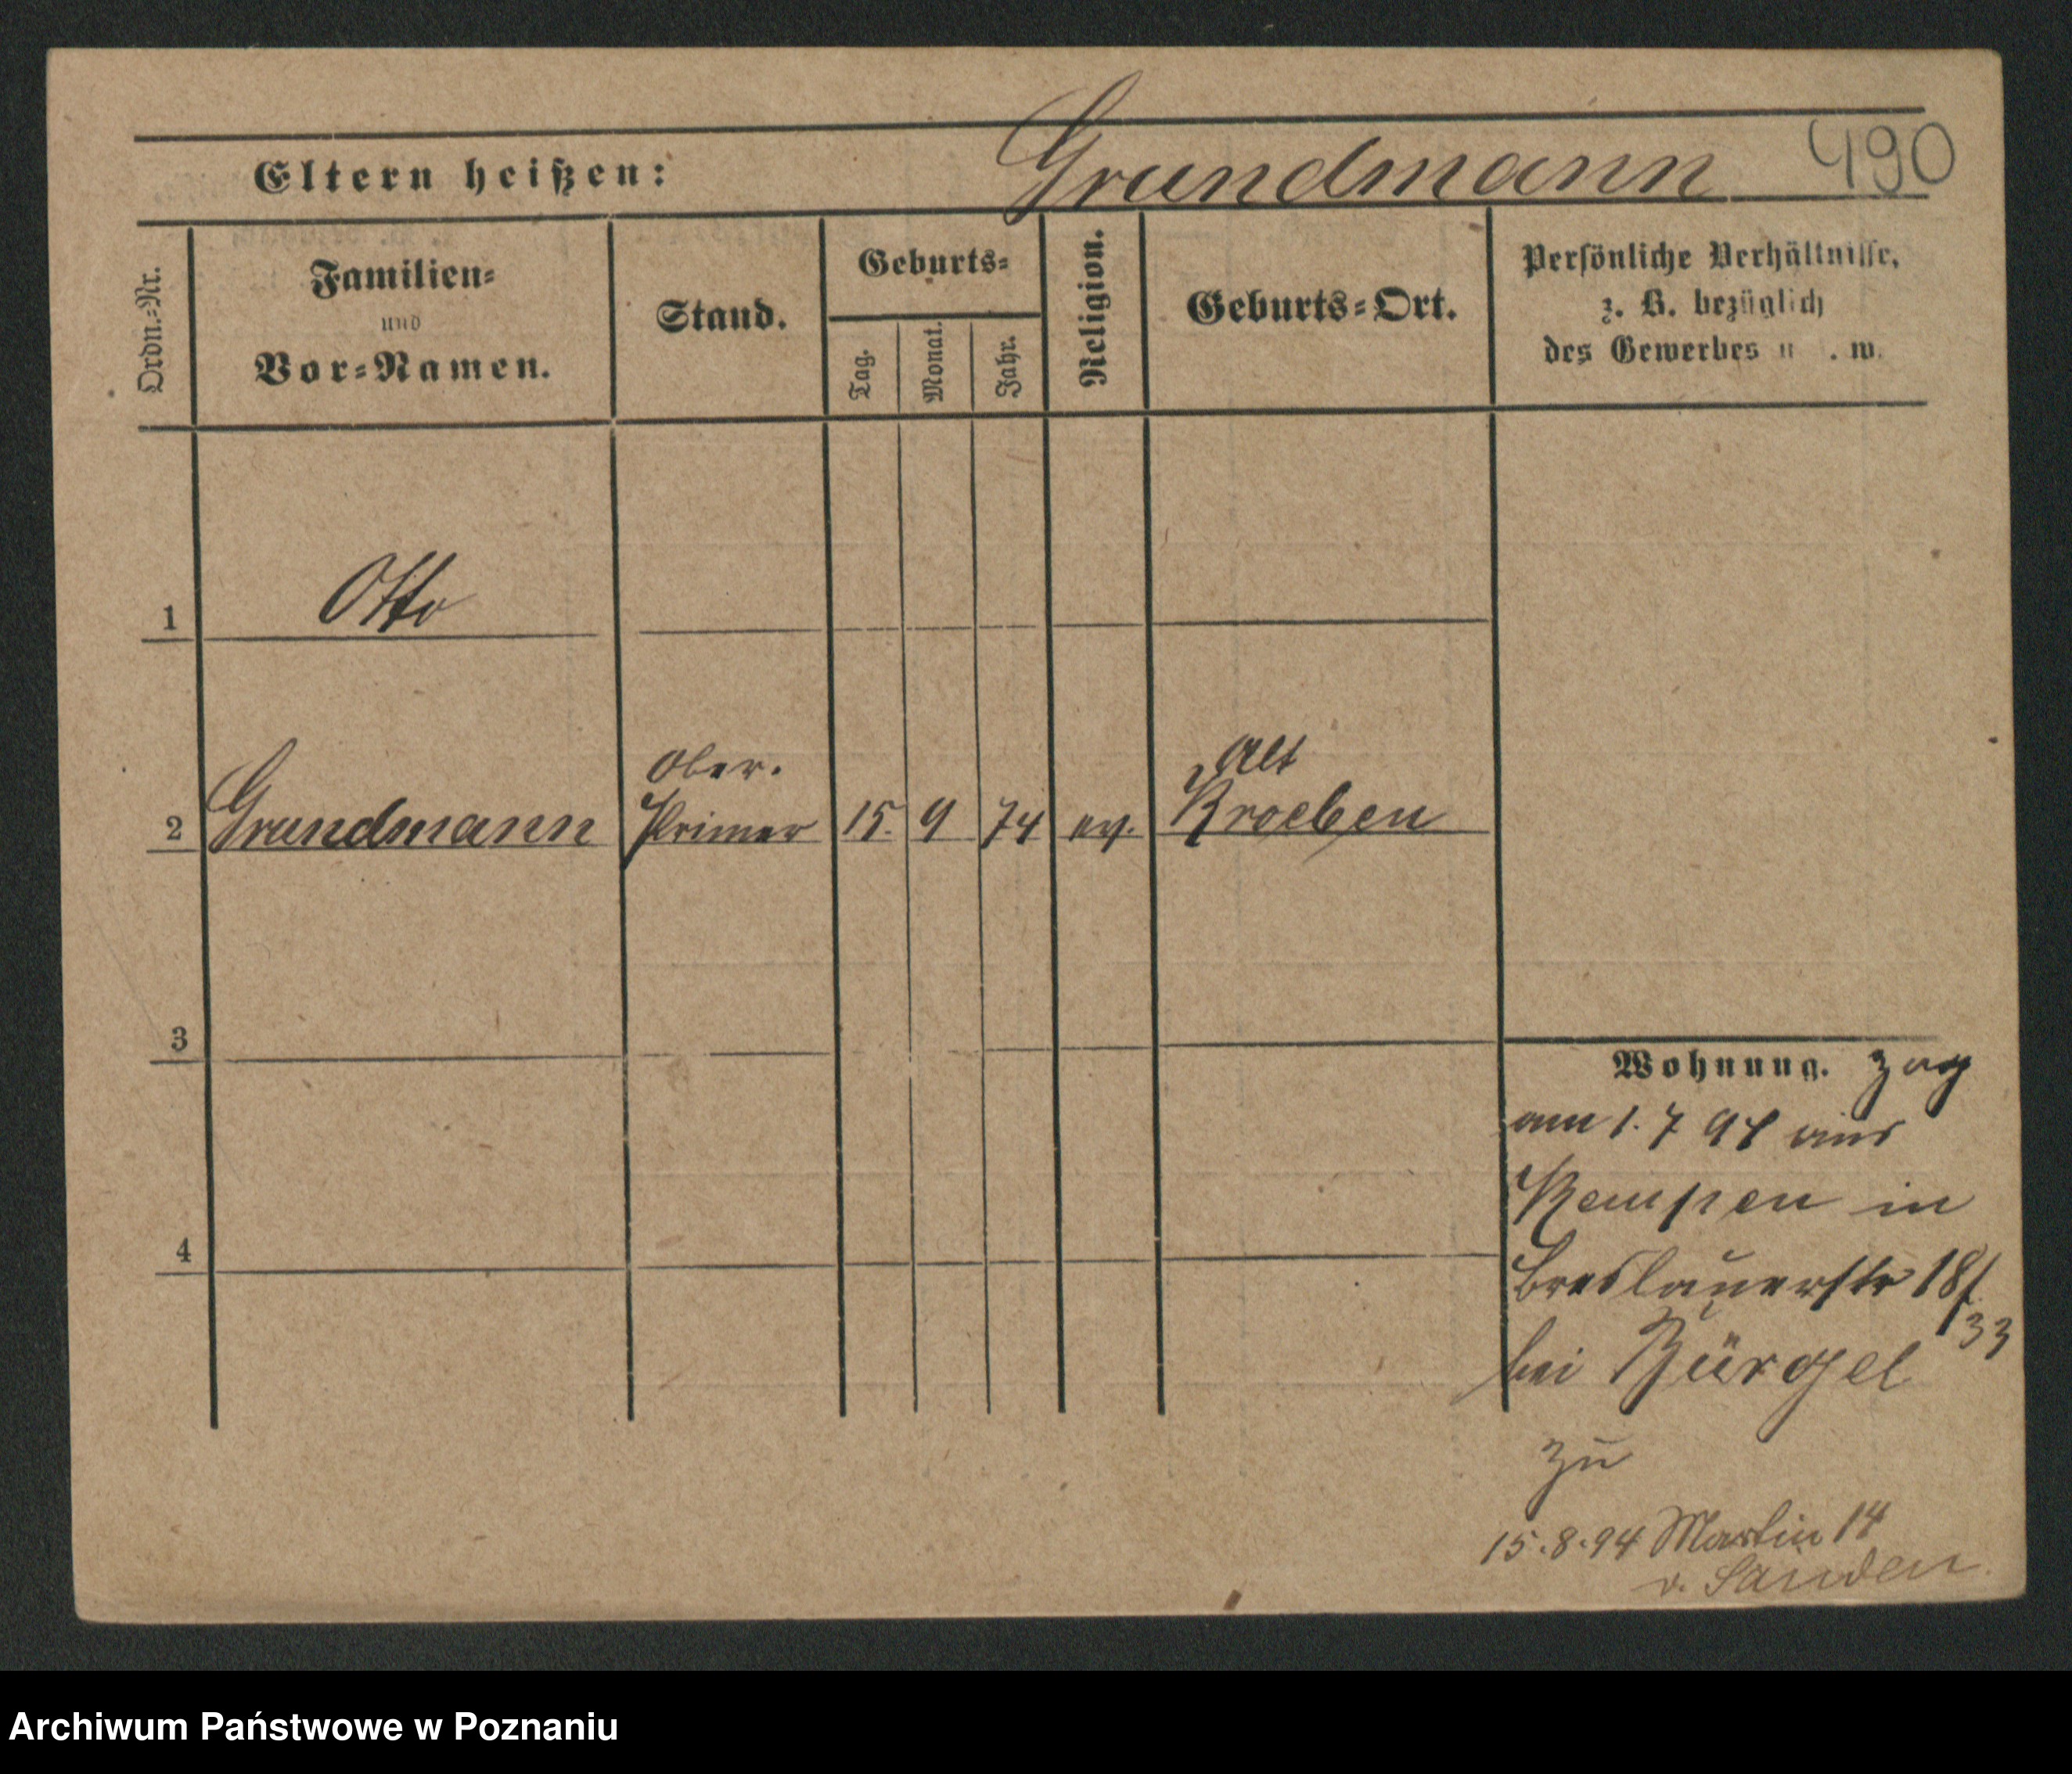 Grundmann 490
Eltern heißen:
Ordn.-Nr.
Familien-
und
Vor-Namen.
Stand.
Geburts-
Tag.
Monat.
Jahr.
Religion.
Geburts-Ort.
Persönliche Verhältnisse,
z. B. bezüglich
des Gewerbes u . w.
1 Otto
Ober. Alt
2 Grundmann Primer 15. 9 74 ev. Kroeben
3
4
Wohnung. zog
am 1. 7 94 aus
Kempen in
Breslauerstr 18/
33
bei Bürgel
zu
15.8.94 Martin 14
v. Sanden.
Archiwum Państwowe w Poznaniu